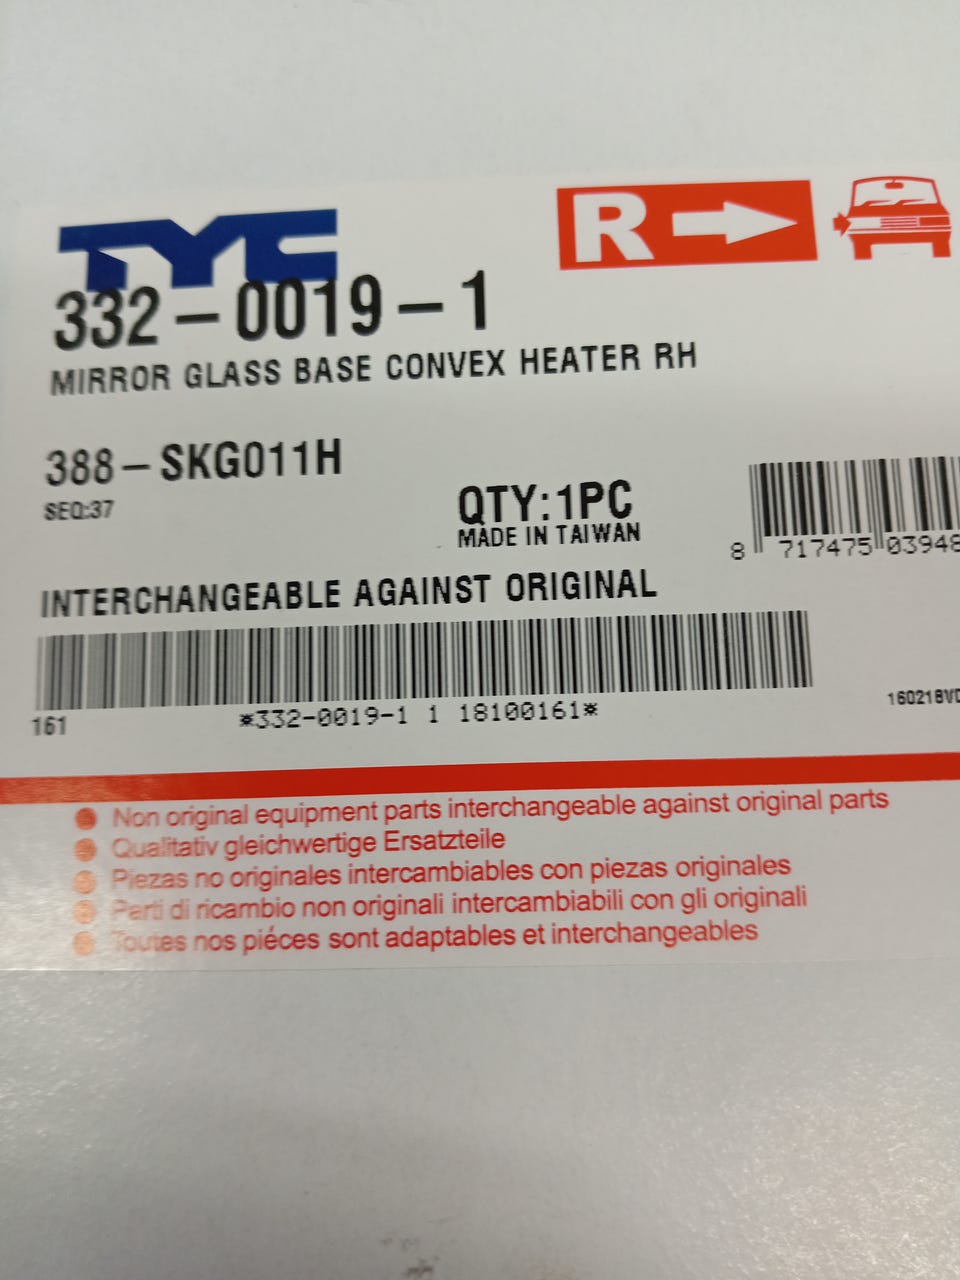 TYC
R
332-0019-1
MIRROR GLASS BASE CONVEX HEATER RH
388-SKG011H
SEQ:37
QTY:1PC
MADE IN TAIWAN
8 717475 03948
INTERCHANGEABLE AGAINST ORIGINAL
161
*332-0019-1 1 18100161*
160218VD
Non original equipment parts interchangeable against original parts
Qualitativ gleichwertige Ersatzteile
Piezas no originales intercambiables con piezas originales
Parti di ricambio non originali intercambiabili con gli originali
Toutes nos piéces sont adaptables et interchangeables